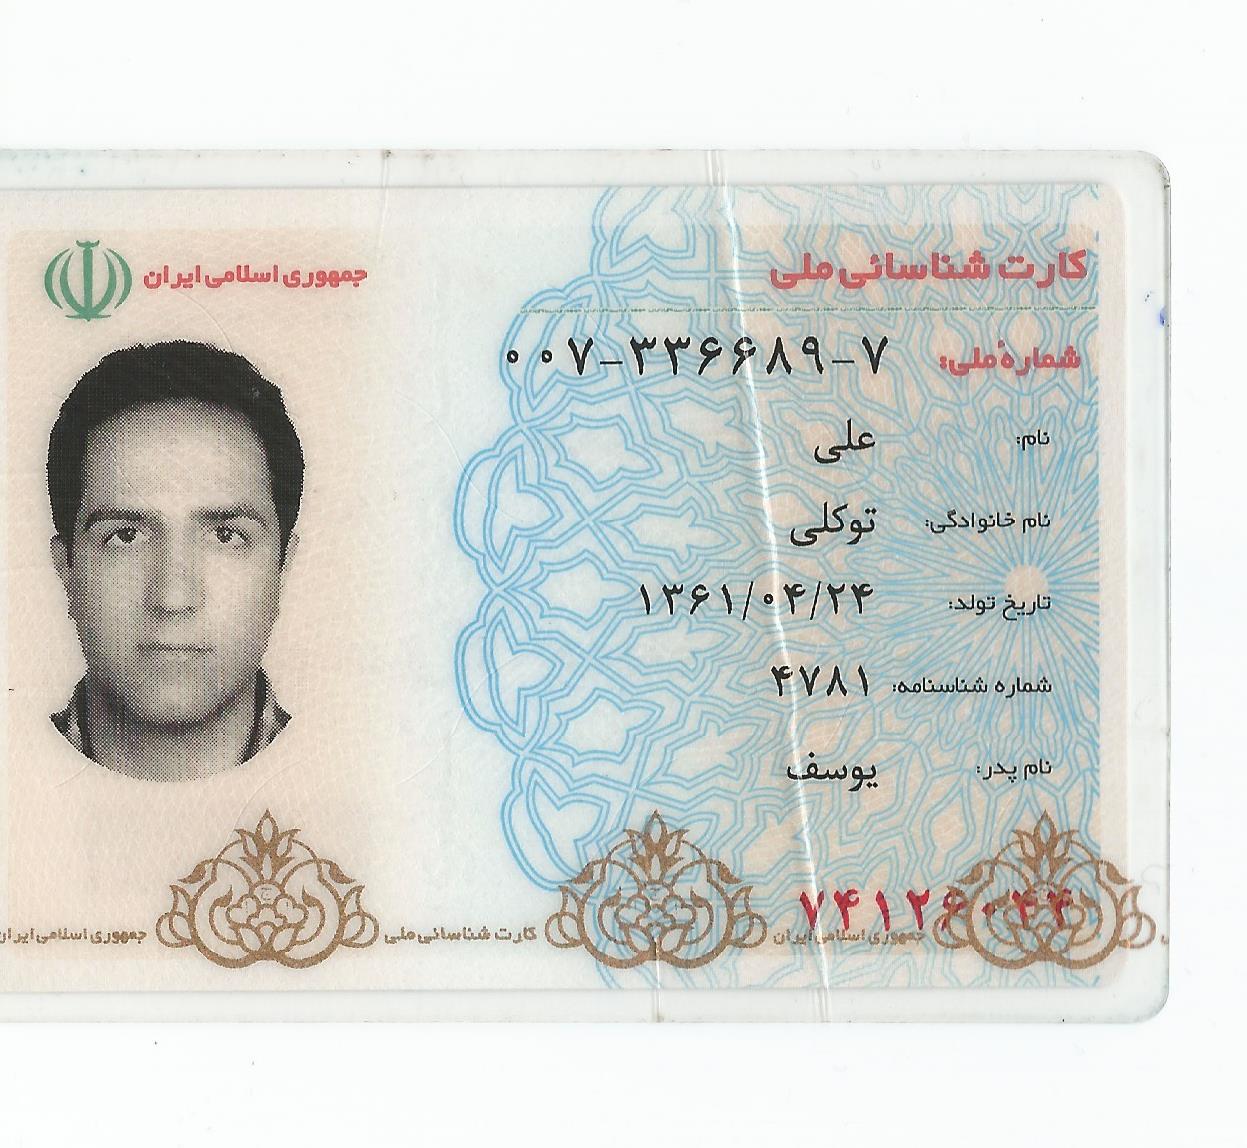 کارت شناسائی ملی
جمهوری اسلامی ایران
شمارهٔ ملی: ۰۰۷-۳۳۶۶۸۹-۷
نام: علی
نام خانوادگی: توکلی
تاریخ تولد: ۱۳۶۱/۰۴/۲۴
شماره شناسنامه: ۴۷۸۱
نام پدر: یوسف
۷۴۱۲۶۰۴۴
جمهوری اسلامی ایران کارت شناسائی ملی جمهوری اسلامی ایران